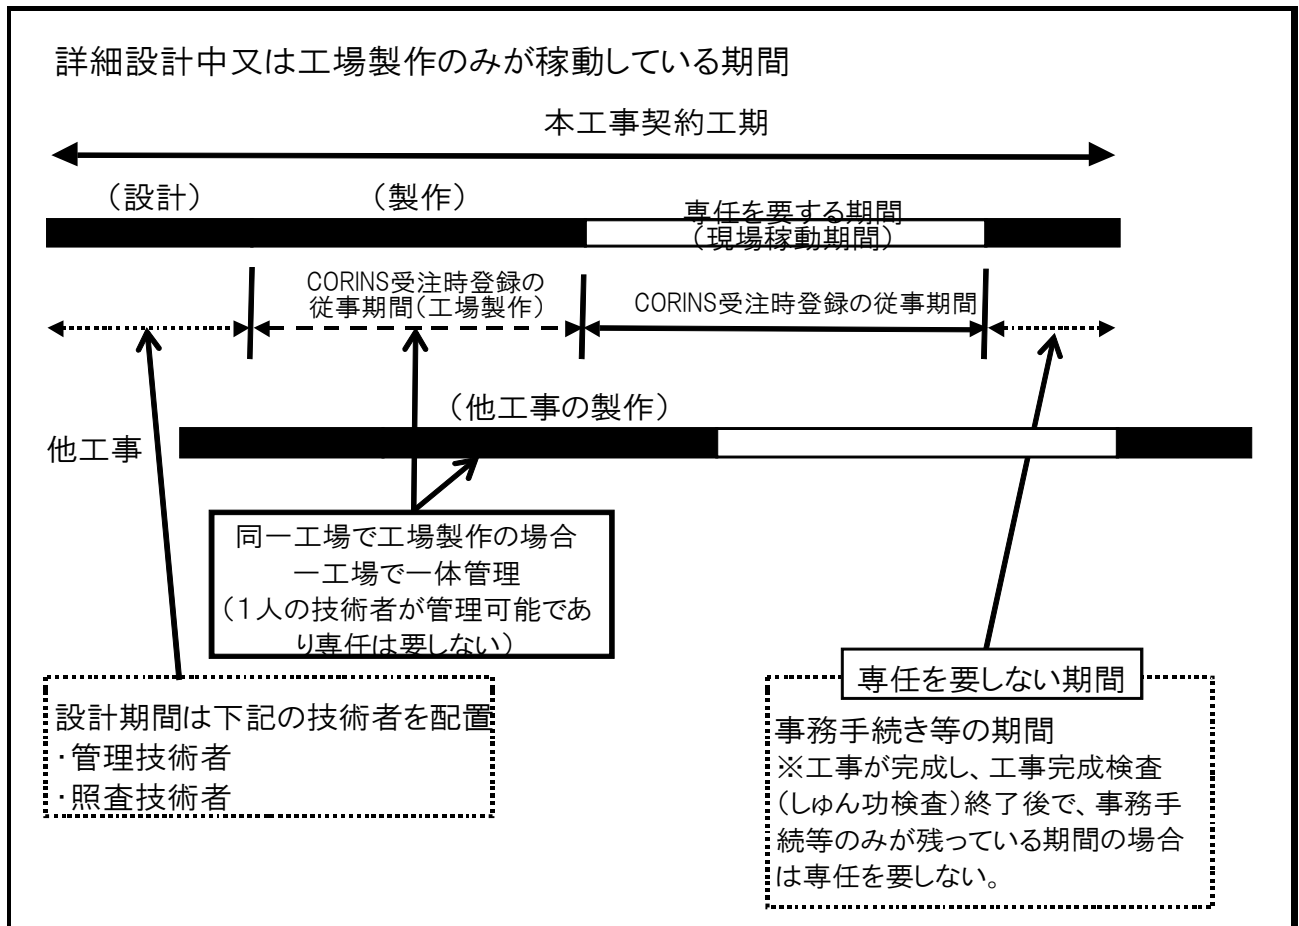 詳細設計中又は工場製作のみが稼動している期間
本工事契約工期
（設計）
（製作）
専任を要する期間
（現場稼動期間）
CORINS受注時登録の
従事期間（工場製作）
CORINS受注時登録の従事期間
（他工事の製作）
他工事
同一工場で工場製作の場合
一工場で一体管理
（１人の技術者が管理可能であ
り専任は要しない）
専任を要しない期間
設計期間は下記の技術者を配置
・管理技術者
・照査技術者
事務手続き等の期間
※工事が完成し、工事完成検査
（しゅん功検査）終了後で、事務手
続等のみが残っている期間の場合
は専任を要しない。